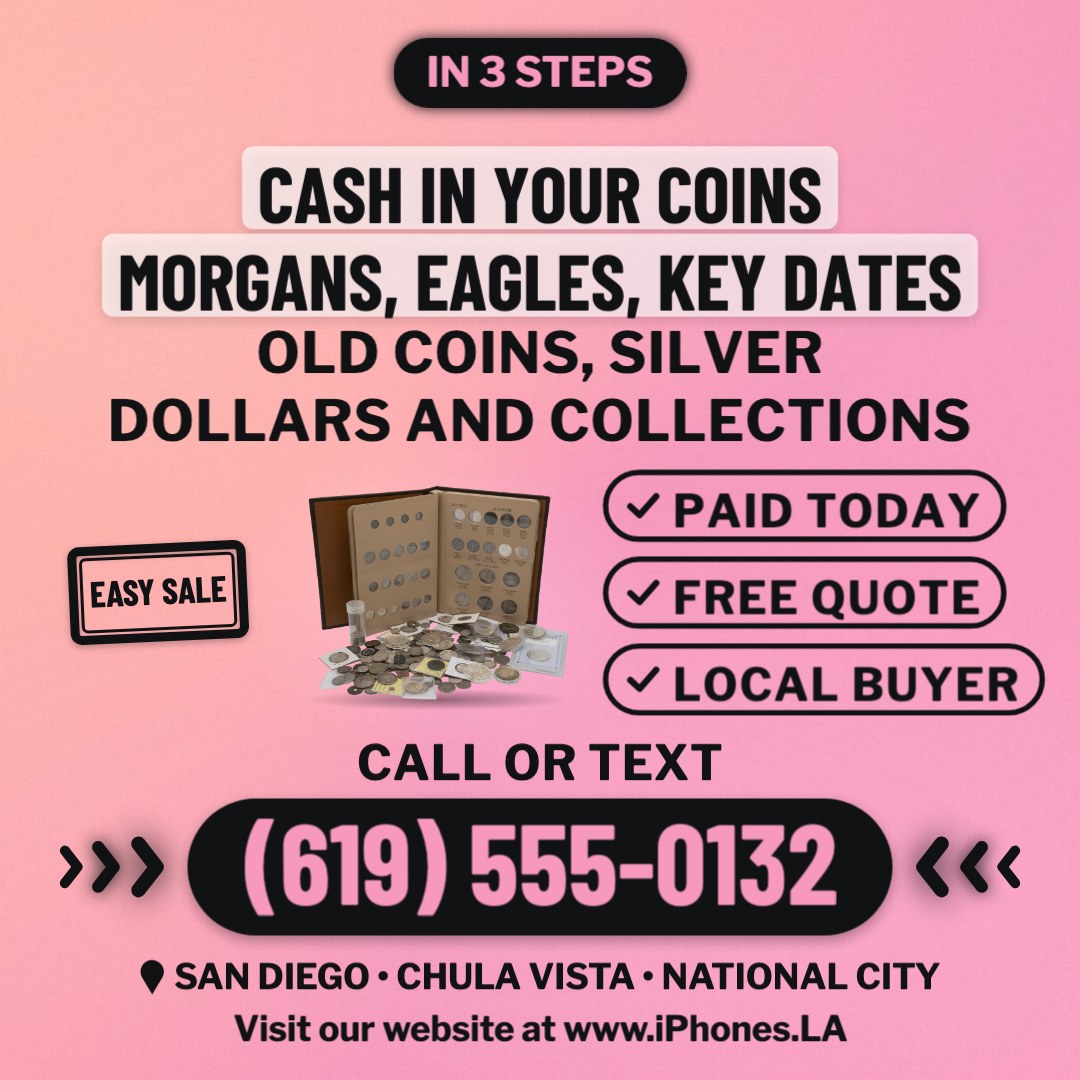 IN 3 STEPS
CASH IN YOUR COINS
MORGANS, EAGLES, KEY DATES
OLD COINS, SILVER
DOLLARS AND COLLECTIONS
EASY SALE
PAID TODAY
FREE QUOTE
LOCAL BUYER
CALL OR TEXT
(619) 555-0132
SAN DIEGO • CHULA VISTA • NATIONAL CITY
Visit our website at www.iPhones.LA